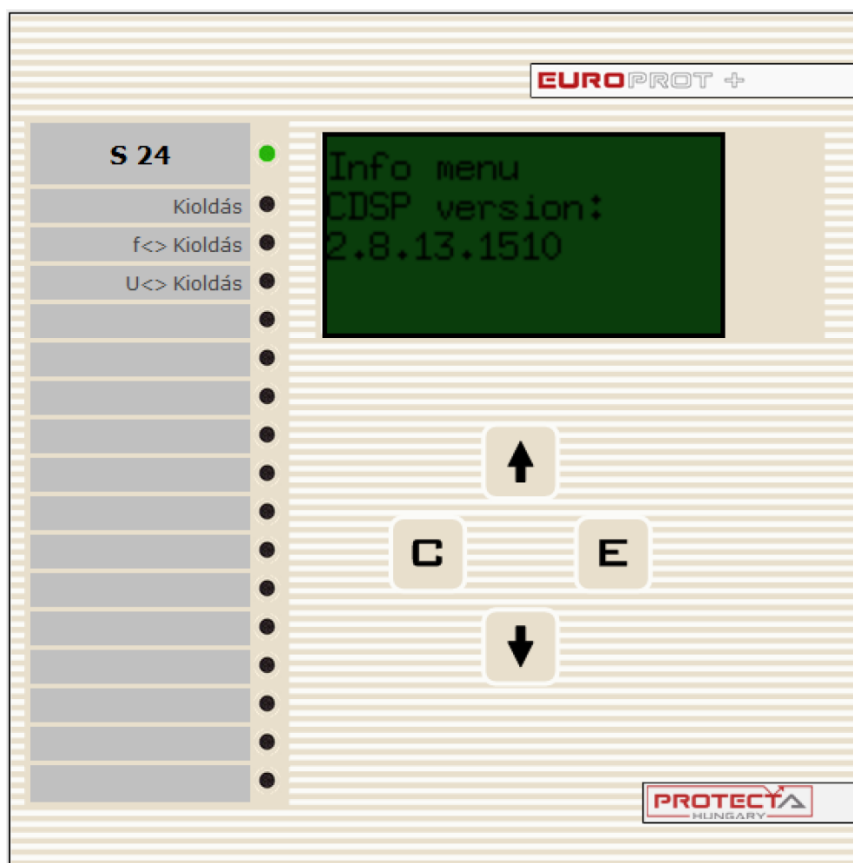 EUROPROT +
S 24
Kioldás
f<> Kioldás
U<> Kioldás
Info menu
CDSP version:
2.8.13.1510
C
E
PROTECTA
HUNGARY